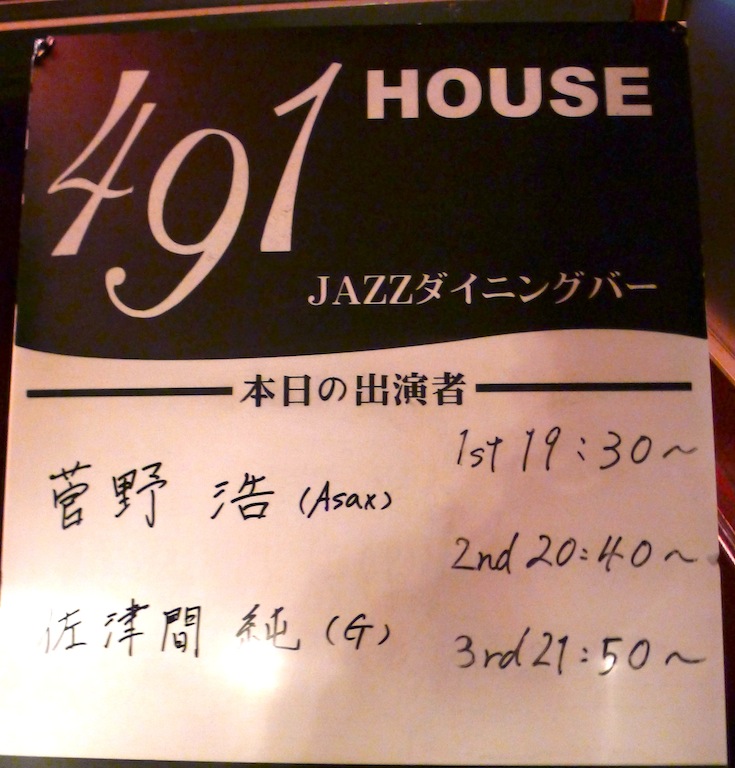 491 HOUSE
JAZZダイニングバー
本日の出演者
1st 19:30～
菅野 浩 (Asax)
2nd 20:40～
佐津間 純 (G)
3rd 21:50～